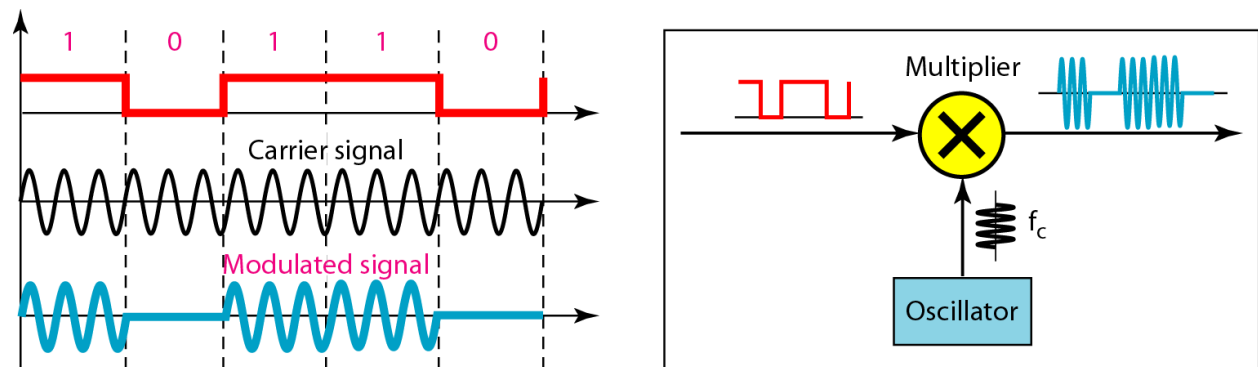 1 0 1 1 0
Carrier signal
Modulated signal
Multiplier
fc
Oscillator